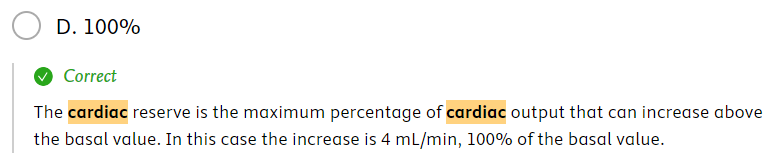 D. 100%
Correct
The cardiac reserve is the maximum percentage of cardiac output that can increase above
the basal value. In this case the increase is 4 mL/min, 100% of the basal value.